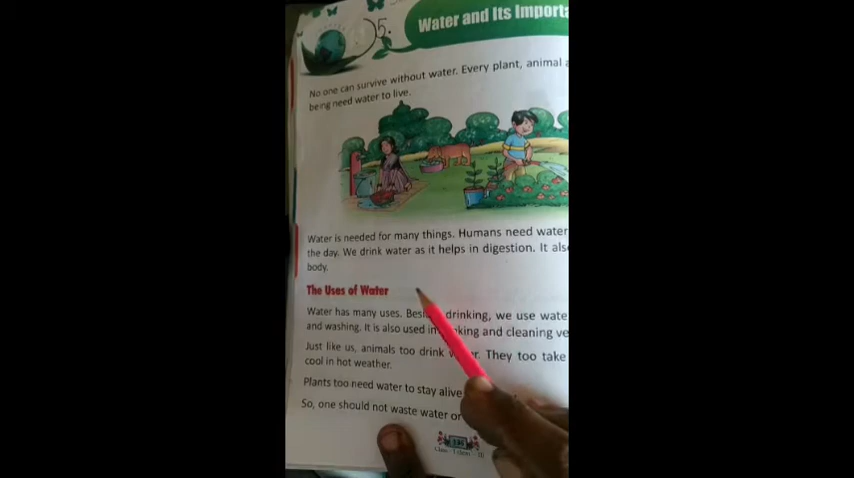 5.
Water and Its Importa
No one can survive without water. Every plant, animal a
being need water to live.
Water is needed for many things. Humans need water
the day. We drink water as it helps in digestion. It als
body.
The Uses of Water
Water has many uses. Besi drinking, we use wate
and washing. It is also used in king and cleaning ve
Just like us, animals too drink w r. They too take
cool in hot weather.
Plants too need water to stay alive
So, one should not waste water or
Class - 1